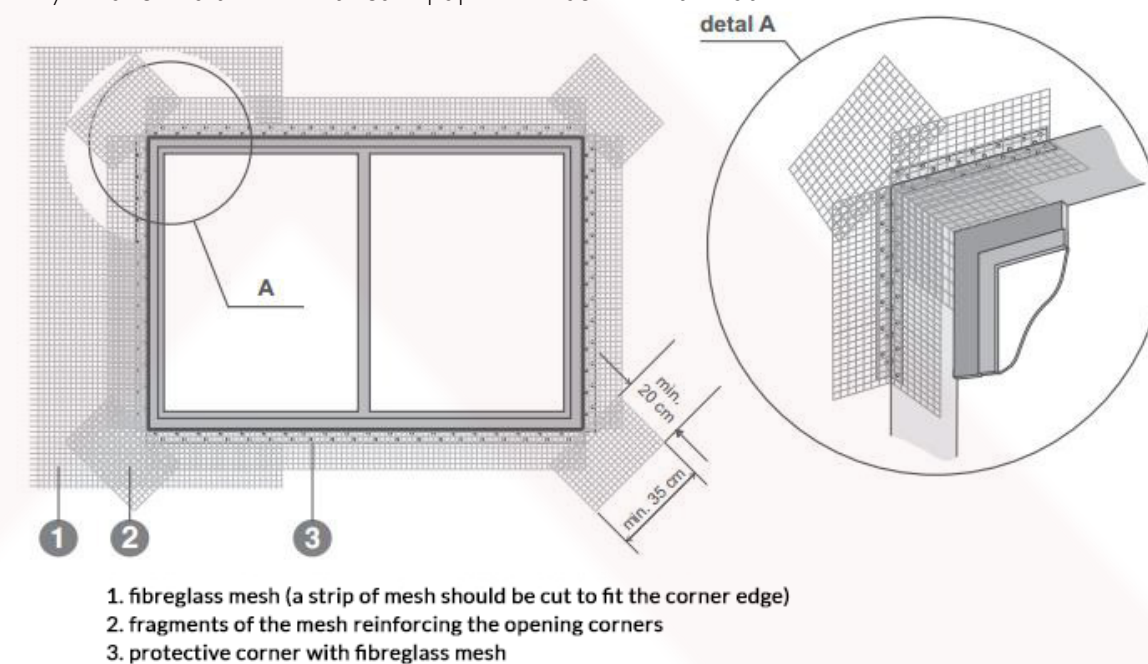 detal A
A
min.
20 cm
min. 35 cm
1
2
3
1. fibreglass mesh (a strip of mesh should be cut to fit the corner edge)
2. fragments of the mesh reinforcing the opening corners
3. protective corner with fibreglass mesh